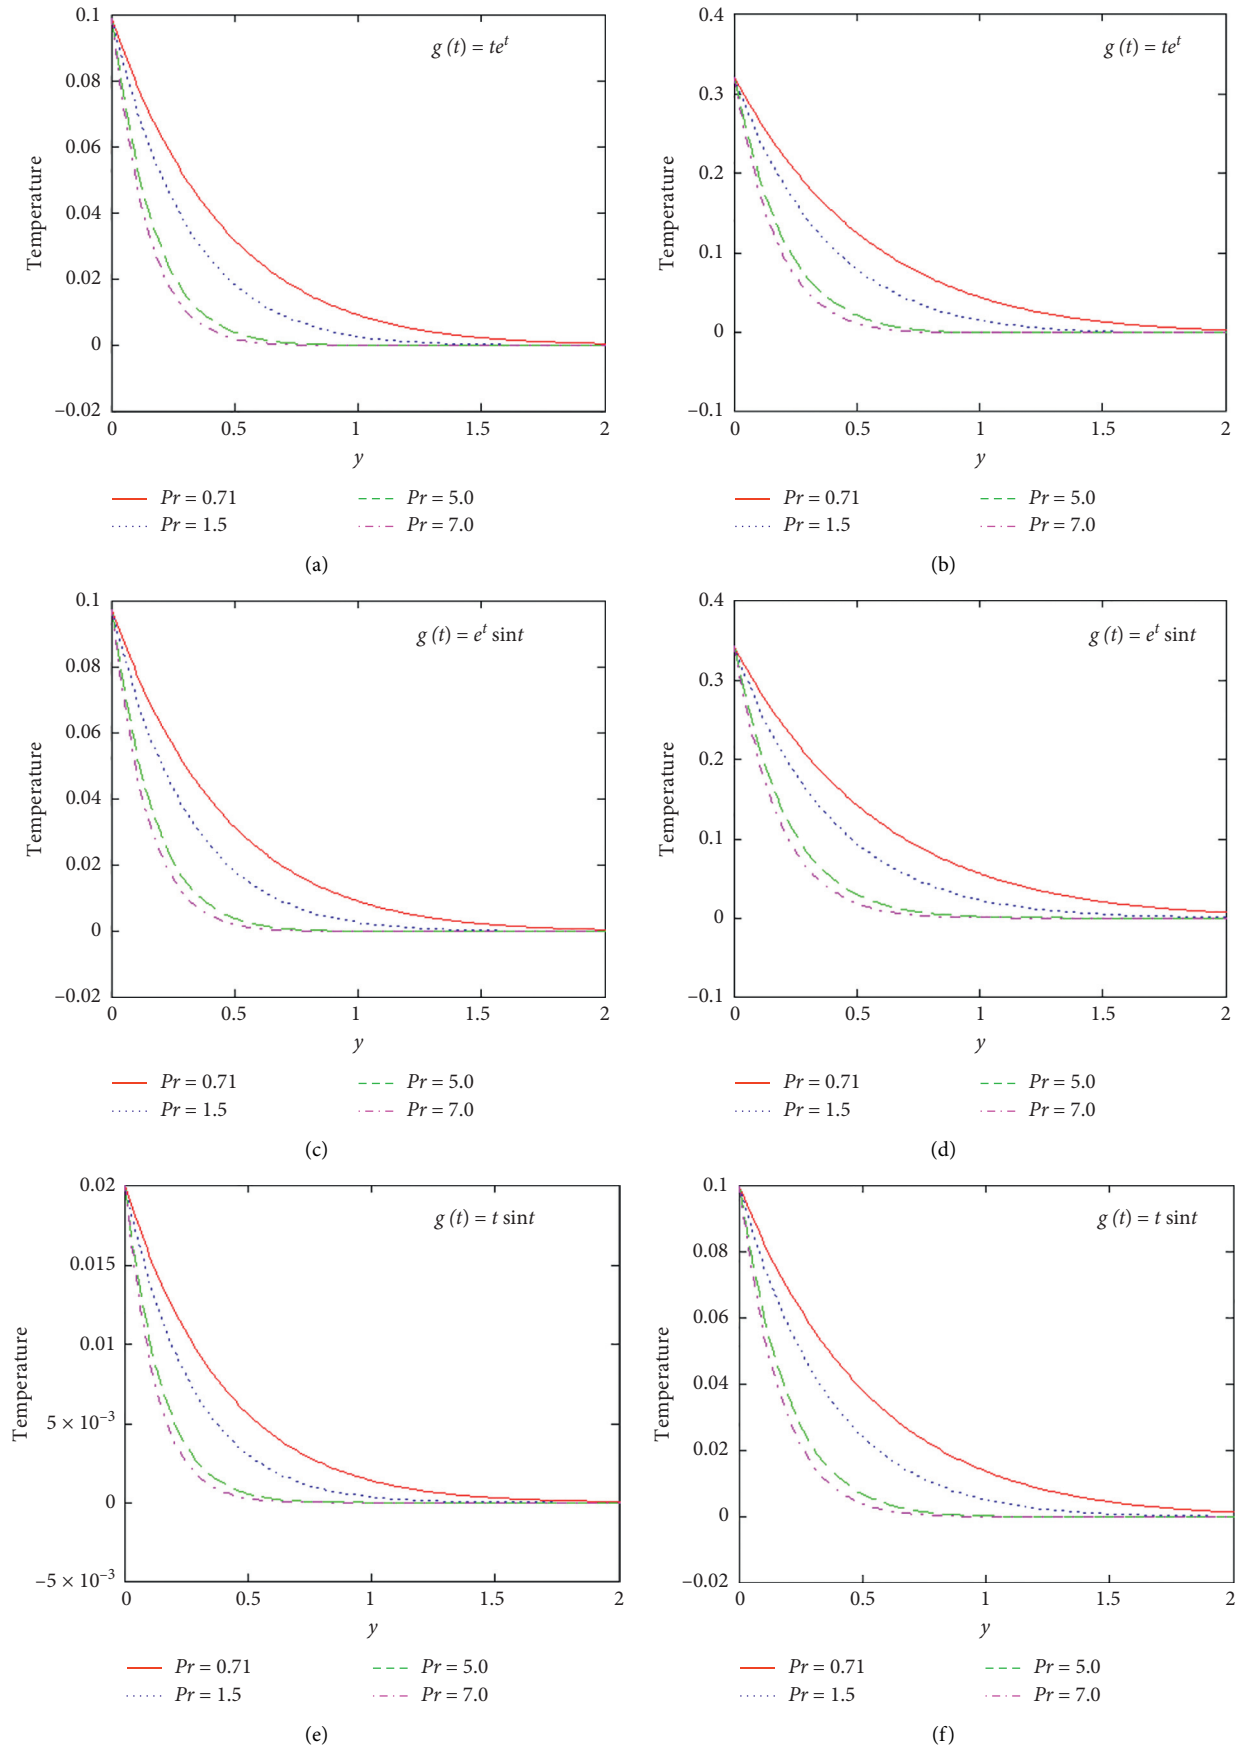 0.1
g (t) = te^t
0.08
0.06
Temperature
0.04
0.02
0
−0.02
0 0.5 1 1.5 2
y
Pr = 0.71 Pr = 5.0
Pr = 1.5 Pr = 7.0
(a)
0.4
g (t) = te^t
0.3
0.2
Temperature
0.1
0
−0.1
0 0.5 1 1.5 2
y
Pr = 0.71 Pr = 5.0
Pr = 1.5 Pr = 7.0
(b)
0.1
g (t) = e^t sint
0.08
0.06
Temperature
0.04
0.02
0
−0.02
0 0.5 1 1.5 2
y
Pr = 0.71 Pr = 5.0
Pr = 1.5 Pr = 7.0
(c)
0.4
g (t) = e^t sint
0.3
0.2
Temperature
0.1
0
−0.1
0 0.5 1 1.5 2
y
Pr = 0.71 Pr = 5.0
Pr = 1.5 Pr = 7.0
(d)
0.02
g (t) = t sint
0.015
0.01
Temperature
5 × 10^−3
0
−5 × 10^−3
0 0.5 1 1.5 2
y
Pr = 0.71 Pr = 5.0
Pr = 1.5 Pr = 7.0
(e)
0.1
g (t) = t sint
0.08
0.06
Temperature
0.04
0.02
0
−0.02
0 0.5 1 1.5 2
y
Pr = 0.71 Pr = 5.0
Pr = 1.5 Pr = 7.0
(f)